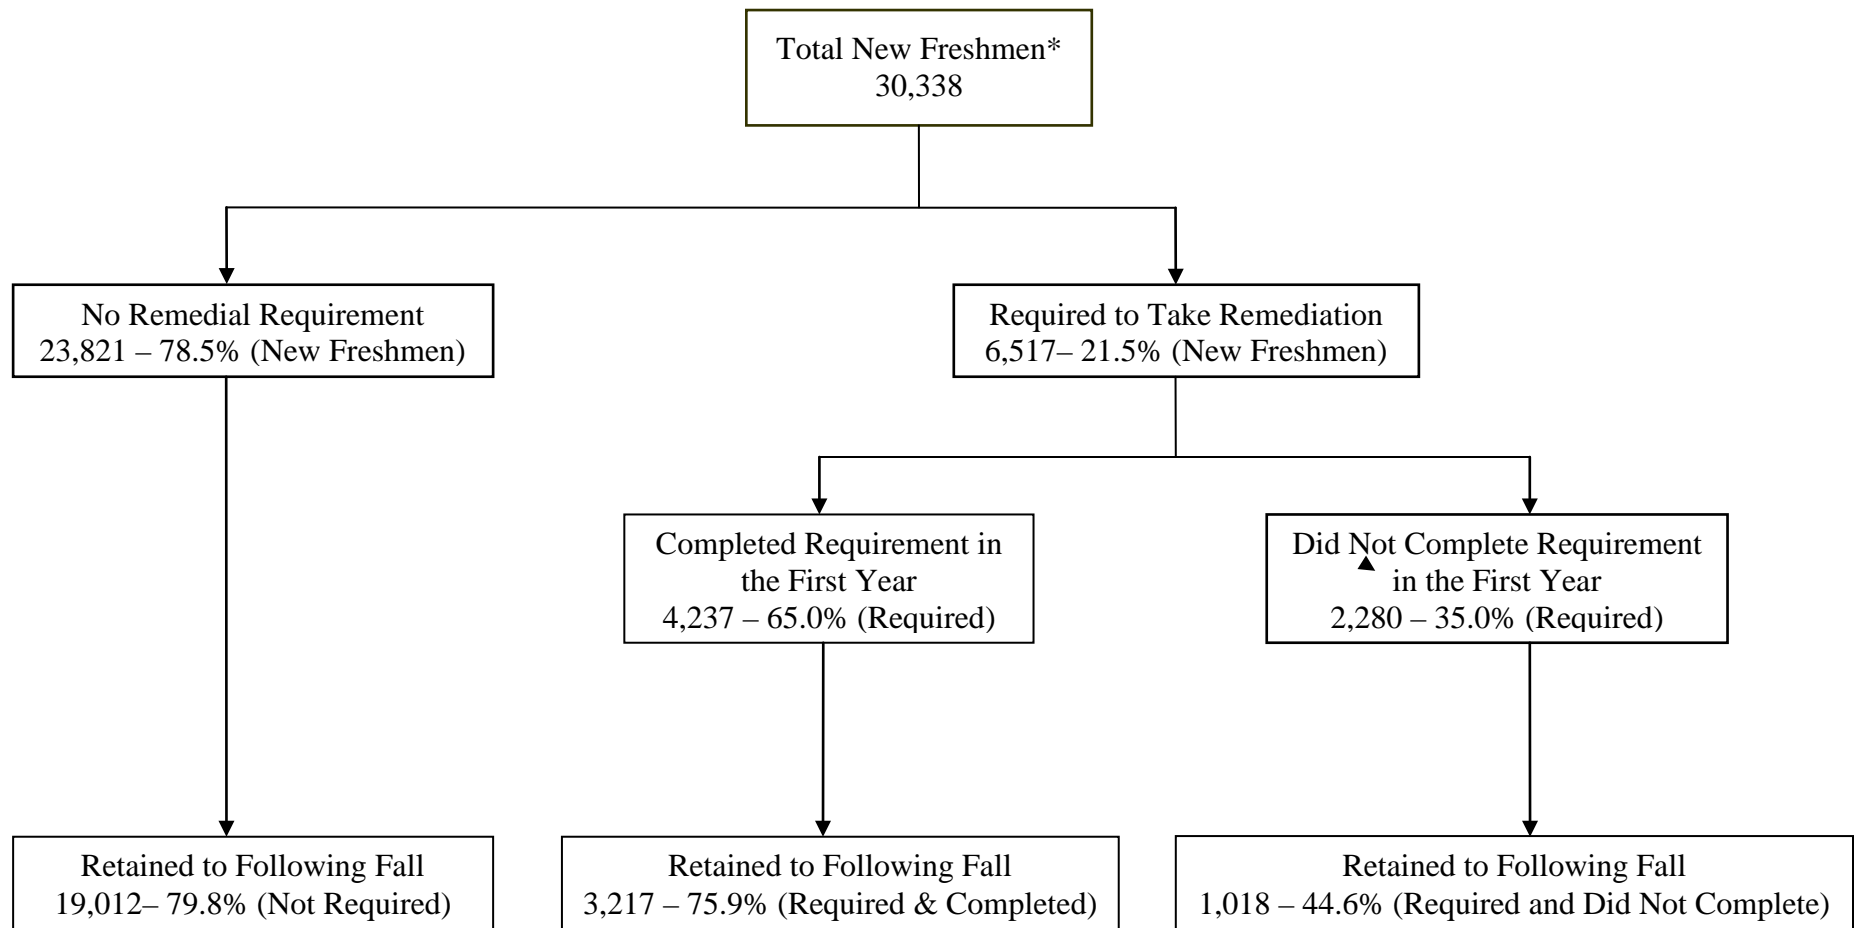 Total New Freshmen*
30,338
No Remedial Requirement
23,821 – 78.5% (New Freshmen)
Required to Take Remediation
6,517– 21.5% (New Freshmen)
Completed Requirement in
the First Year
4,237 – 65.0% (Required)
Did Not Complete Requirement
in the First Year
2,280 – 35.0% (Required)
Retained to Following Fall
19,012– 79.8% (Not Required)
Retained to Following Fall
3,217 – 75.9% (Required & Completed)
Retained to Following Fall
1,018 – 44.6% (Required and Did Not Complete)